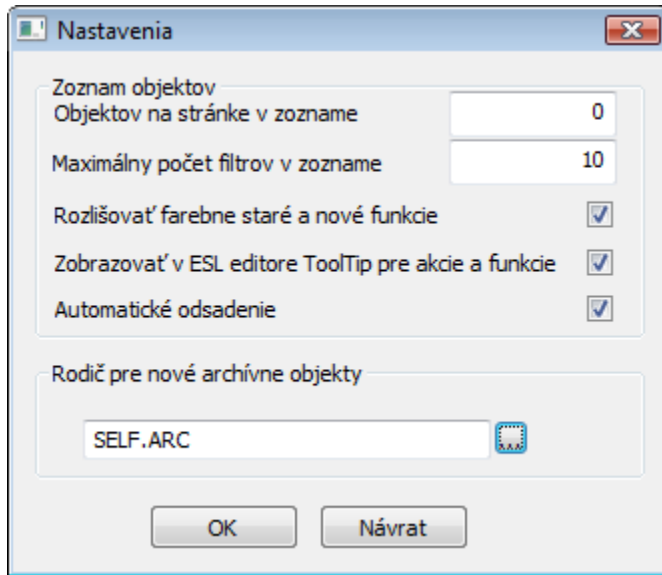 Nastavenia
Zoznam objektov
Objektov na stránke v zozname 0
Maximálny počet filtrov v zozname 10
Rozlišovať farebne staré a nové funkcie
Zobrazovať v ESL editore ToolTip pre akcie a funkcie
Automatické odsadenie
Rodič pre nové archívne objekty
SELF.ARC
OK Návrat